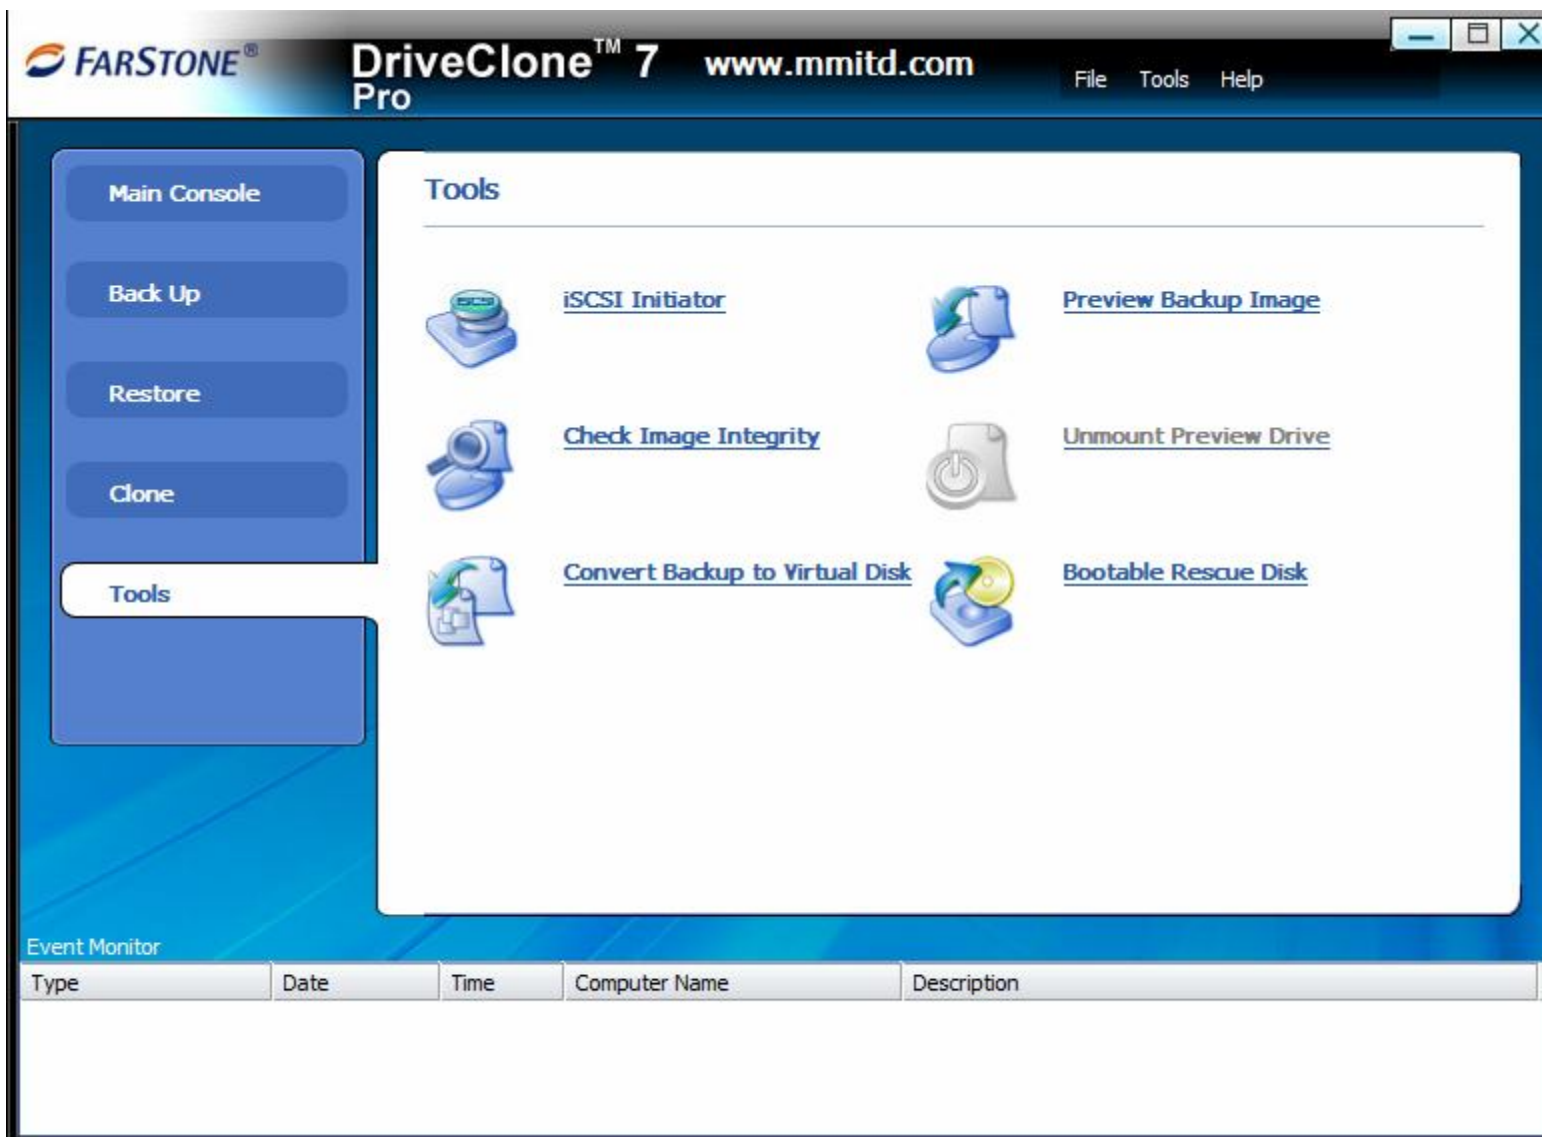 FARSTONE®
DriveClone™ 7
Pro
www.mmitd.com
File Tools Help
Main Console
Back Up
Restore
Clone
Tools
Tools
iSCSI Initiator
Preview Backup Image
iSCSI
Check Image Integrity
Unmount Preview Drive
Convert Backup to Virtual Disk
Bootable Rescue Disk
Event Monitor
Type Date Time Computer Name Description